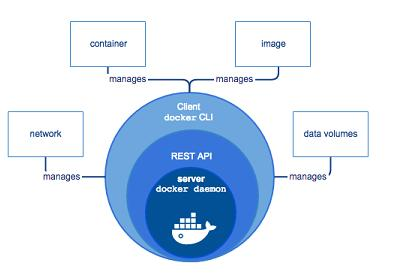 container
image
manages
manages
Client
docker CLI
network
data volumes
REST API
manages
server
manages
docker daemon